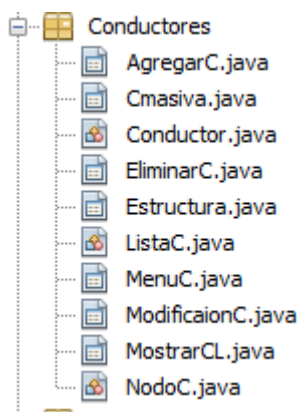 Conductores
AgregarC.java
Cmasiva.java
Conductor.java
EliminarC.java
Estructura.java
ListaC.java
MenuC.java
ModificaionC.java
MostrarCL.java
NodoC.java